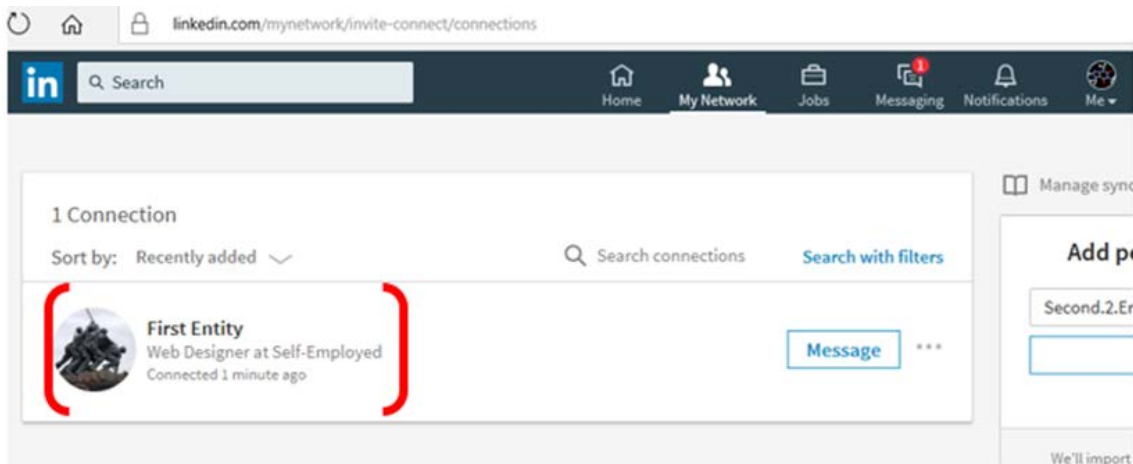 linkedin.com/mynetwork/invite-connect/connections
in Search Home My Network Jobs 1 Messaging Notifications Me
Manage sync
1 Connection
Sort by: Recently added Search connections Search with filters
Add pe
First Entity
Web Designer at Self-Employed
Connected 1 minute ago
Message
Second.2.En
We'll import